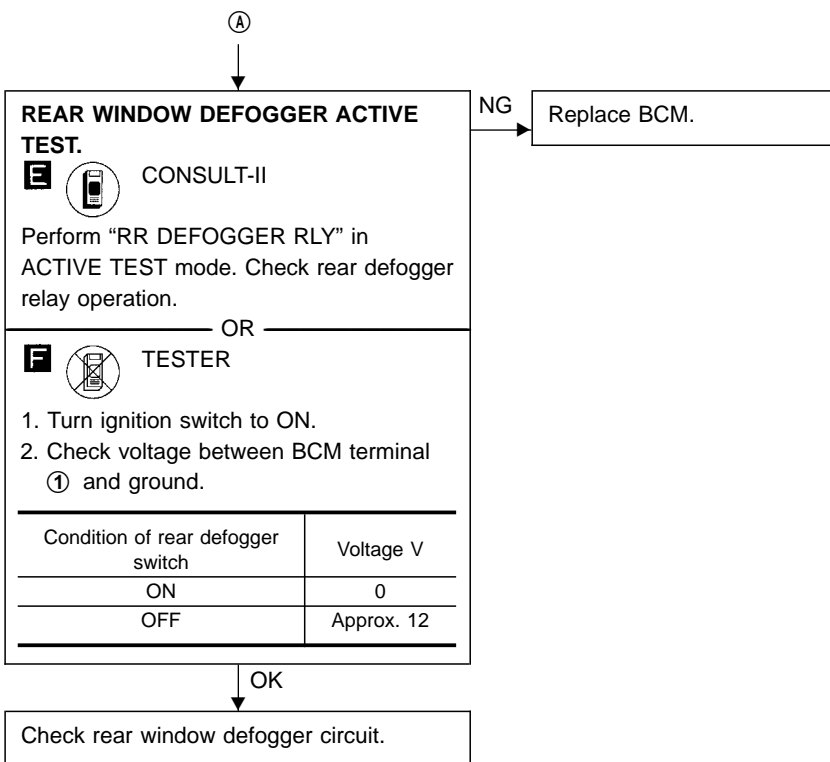 Ⓐ
REAR WINDOW DEFOGGER ACTIVE
TEST.
E CONSULT-II
Perform “RR DEFOGGER RLY” in
ACTIVE TEST mode. Check rear defogger
relay operation.
OR
F TESTER
1. Turn ignition switch to ON.
2. Check voltage between BCM terminal
① and ground.
Condition of rear defogger
switch
Voltage V
ON 0
OFF Approx. 12
NG
Replace BCM.
OK
Check rear window defogger circuit.